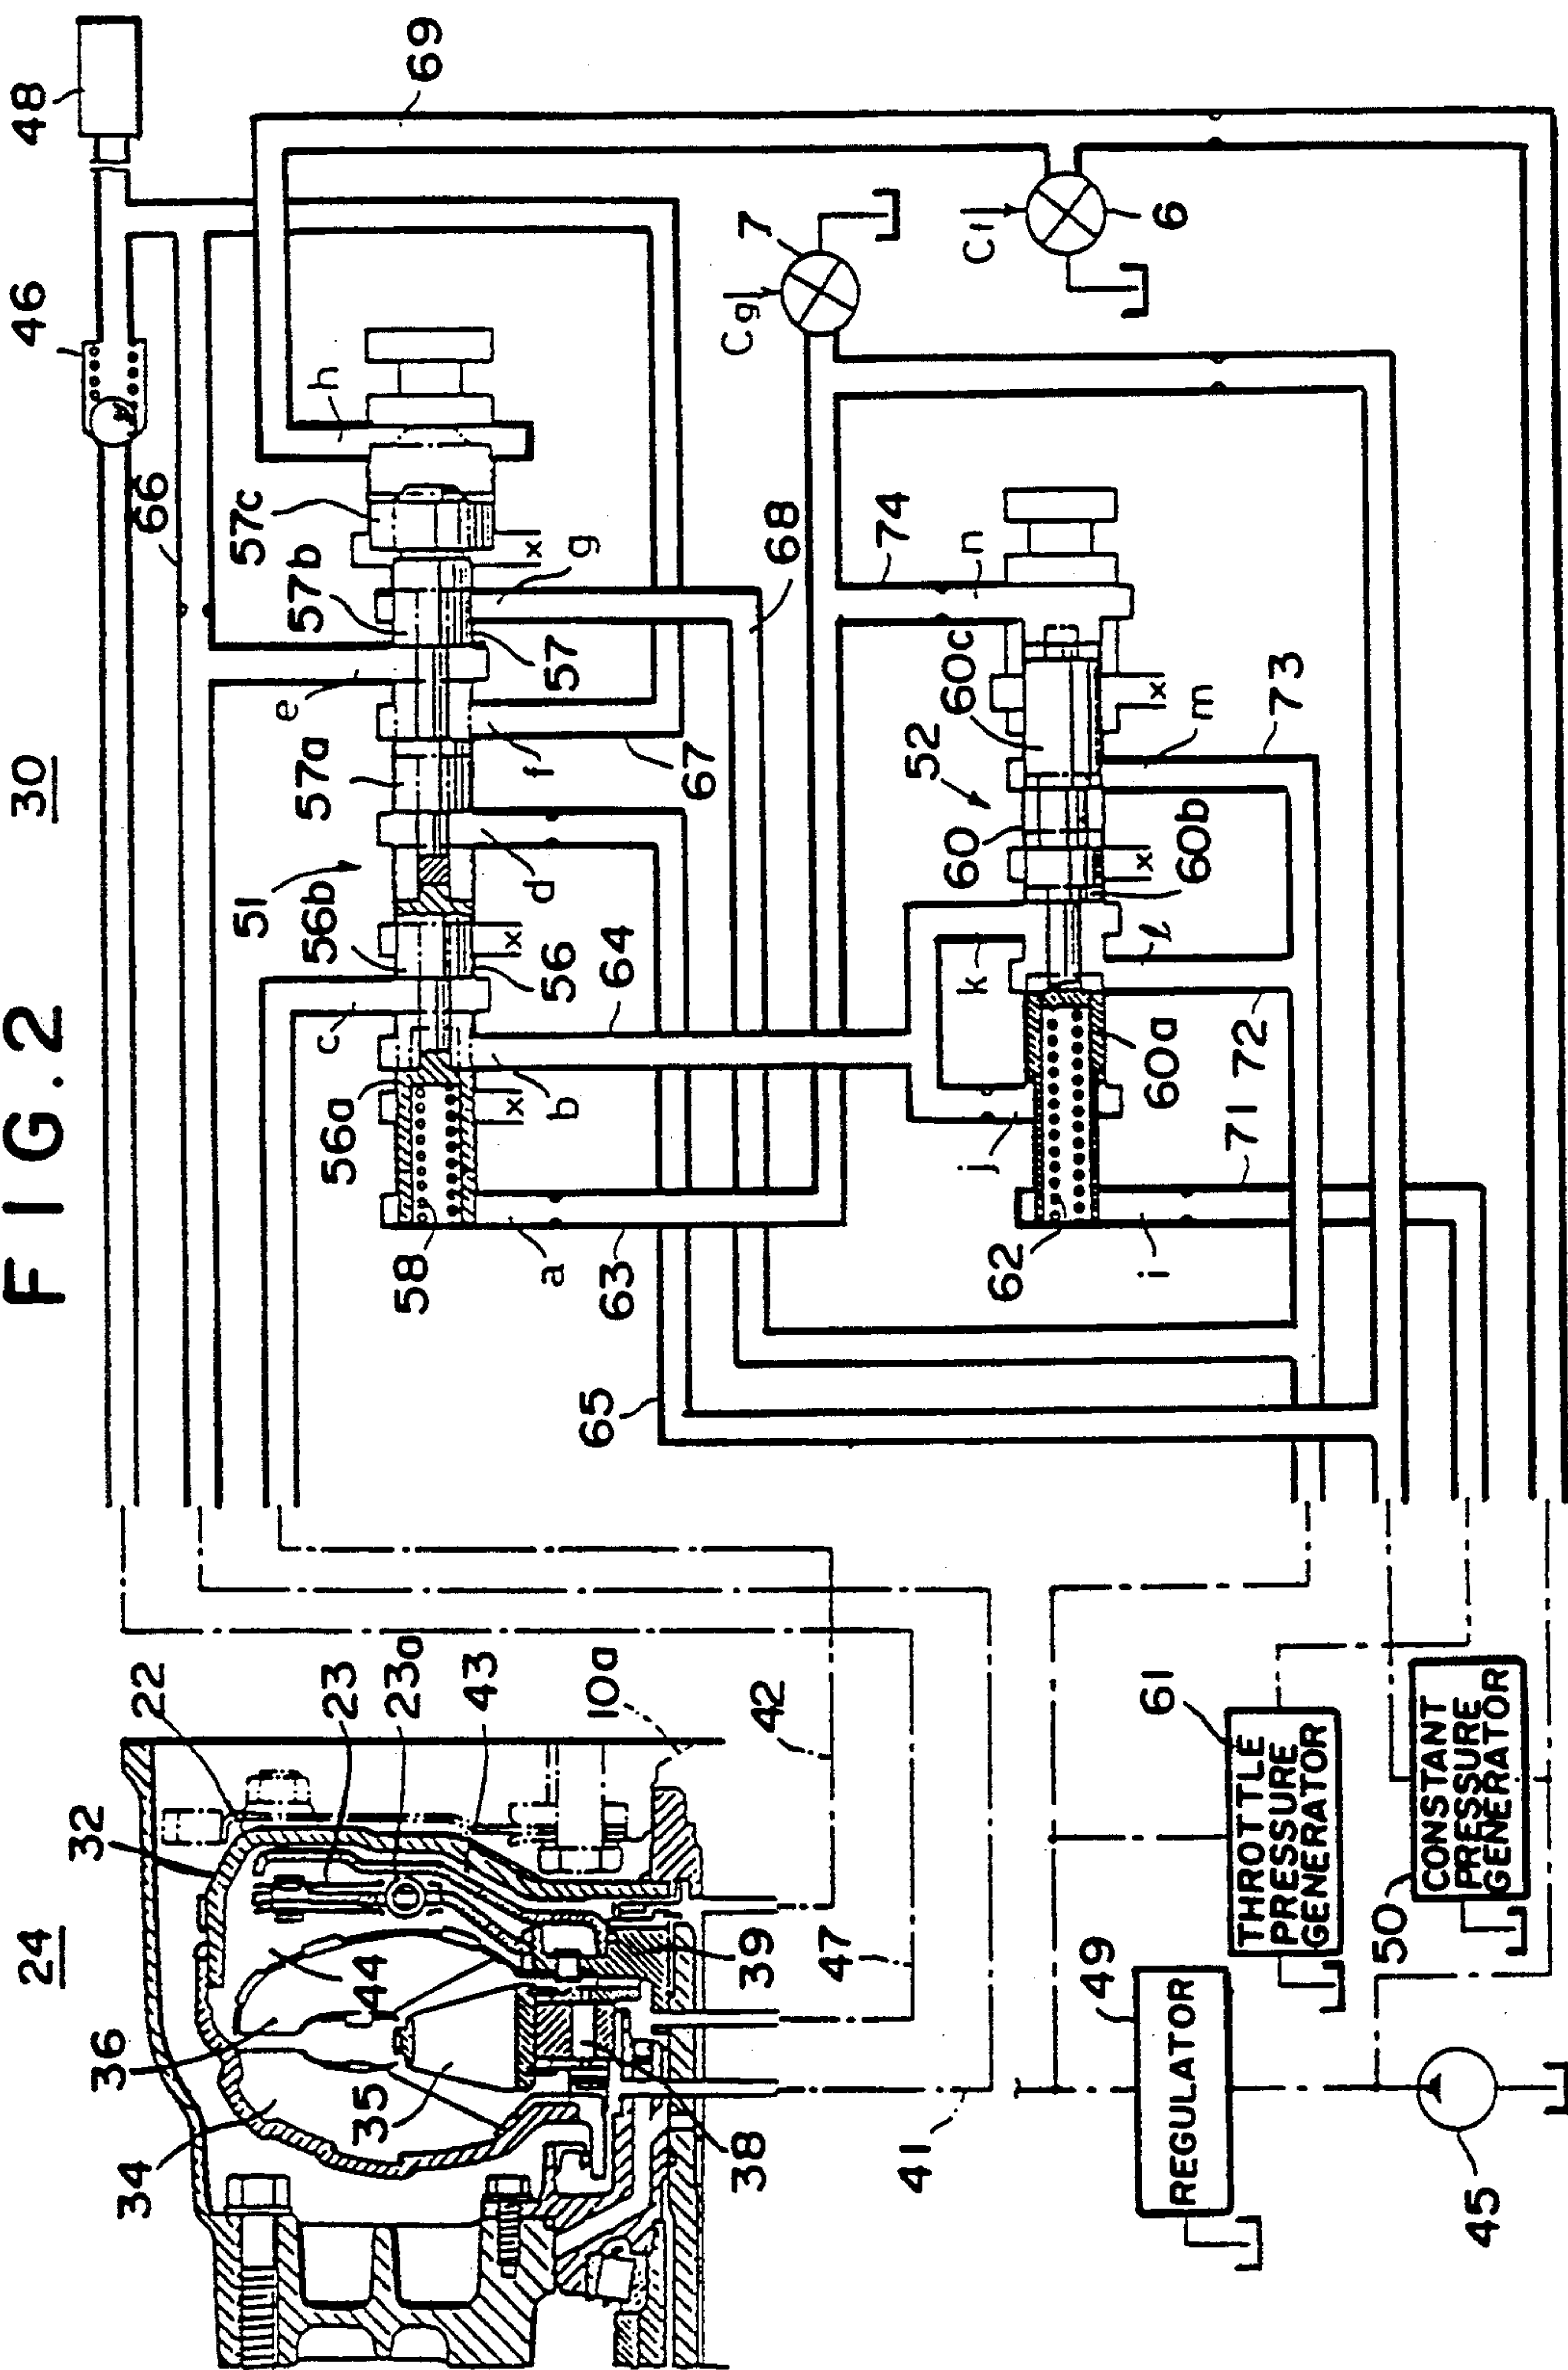 FIG.2
24
30
22
32
23
23a
43
10a
36
44
34
35
38
39
47
42
41
46
48
66
69
51
56a
56b
57a
57b
57c
h
c
e
58
a
x
b
x
56
d
f
67
57
g
x
63
64
65
68
7
Cg
Cl
6
52
60
60c
n
74
j
k
62
i
60a
l
x
60b
m
x
71
72
73
61
THROTTLE
PRESSURE
GENERATOR
49
REGULATOR
50
CONSTANT
PRESSURE
GENERATOR
45